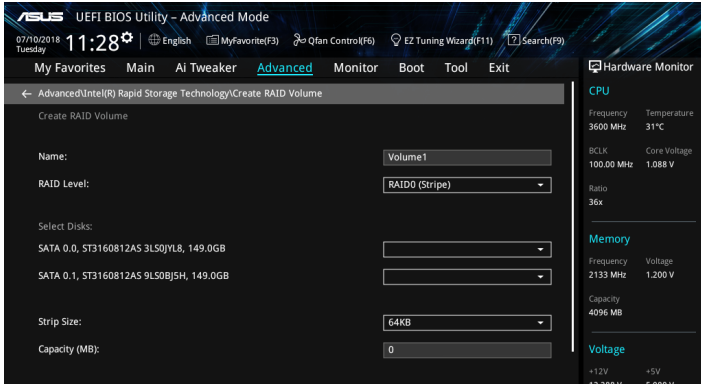 ASUS UEFI BIOS Utility – Advanced Mode
07/10/2018 Tuesday 11:28 English MyFavorite(F3) Qfan Control(F6) EZ Tuning Wizard(F11) ? Search(F9)
My Favorites Main Ai Tweaker Advanced Monitor Boot Tool Exit
← Advanced\Intel(R) Rapid Storage Technology\Create RAID Volume
Create RAID Volume
Name: Volume1
RAID Level: RAID0 (Stripe)
Select Disks:
SATA 0.0, ST3160812AS 3LS0JYL8, 149.0GB
SATA 0.1, ST3160812AS 9LS0BJ5H, 149.0GB
Strip Size: 64KB
Capacity (MB): 0
Hardware Monitor
CPU
Frequency Temperature
3600 MHz 31°C
BCLK Core Voltage
100.00 MHz 1.088 V
Ratio
36x
Memory
Frequency Voltage
2133 MHz 1.200 V
Capacity
4096 MB
Voltage
+12V +5V